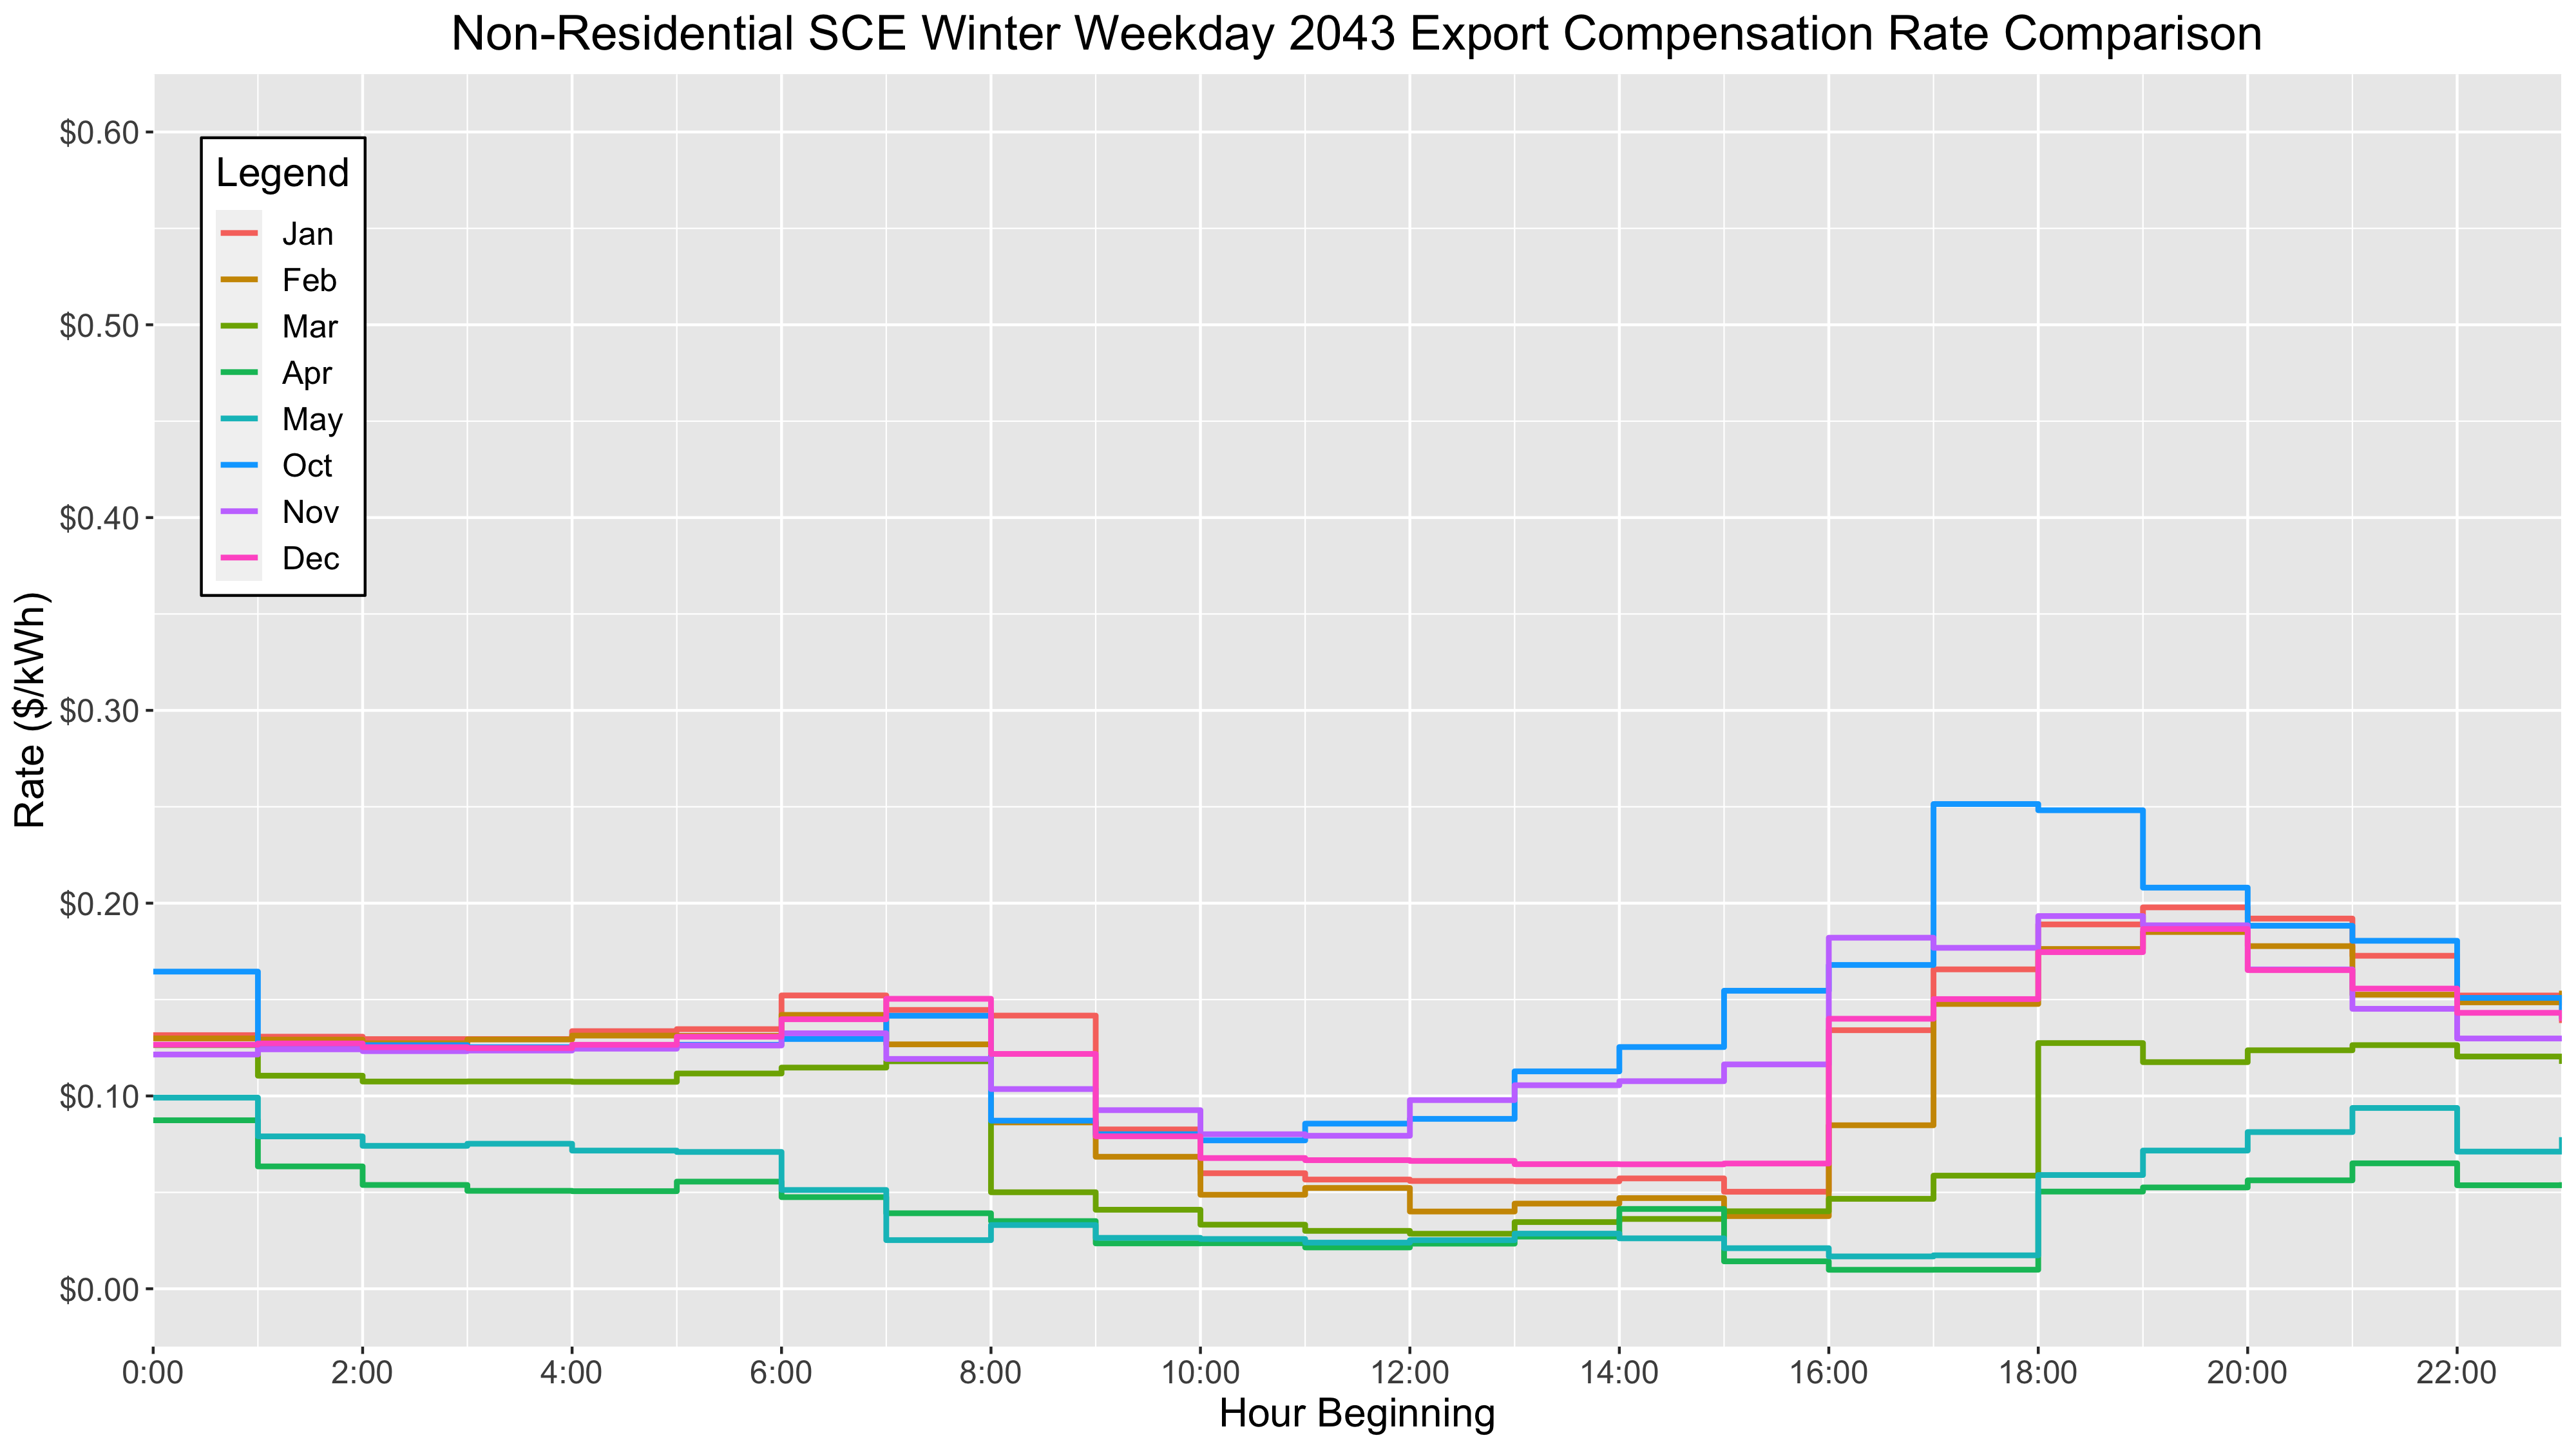 Non-Residential SCE Winter Weekday 2043 Export Compensation Rate Comparison
Legend
Jan
Feb
Mar
Apr
May
Oct
Nov
Dec
Rate ($/kWh)
$0.60
$0.50
$0.40
$0.30
$0.20
$0.10
$0.00
0:00 2:00 4:00 6:00 8:00 10:00 12:00 14:00 16:00 18:00 20:00 22:00
Hour Beginning